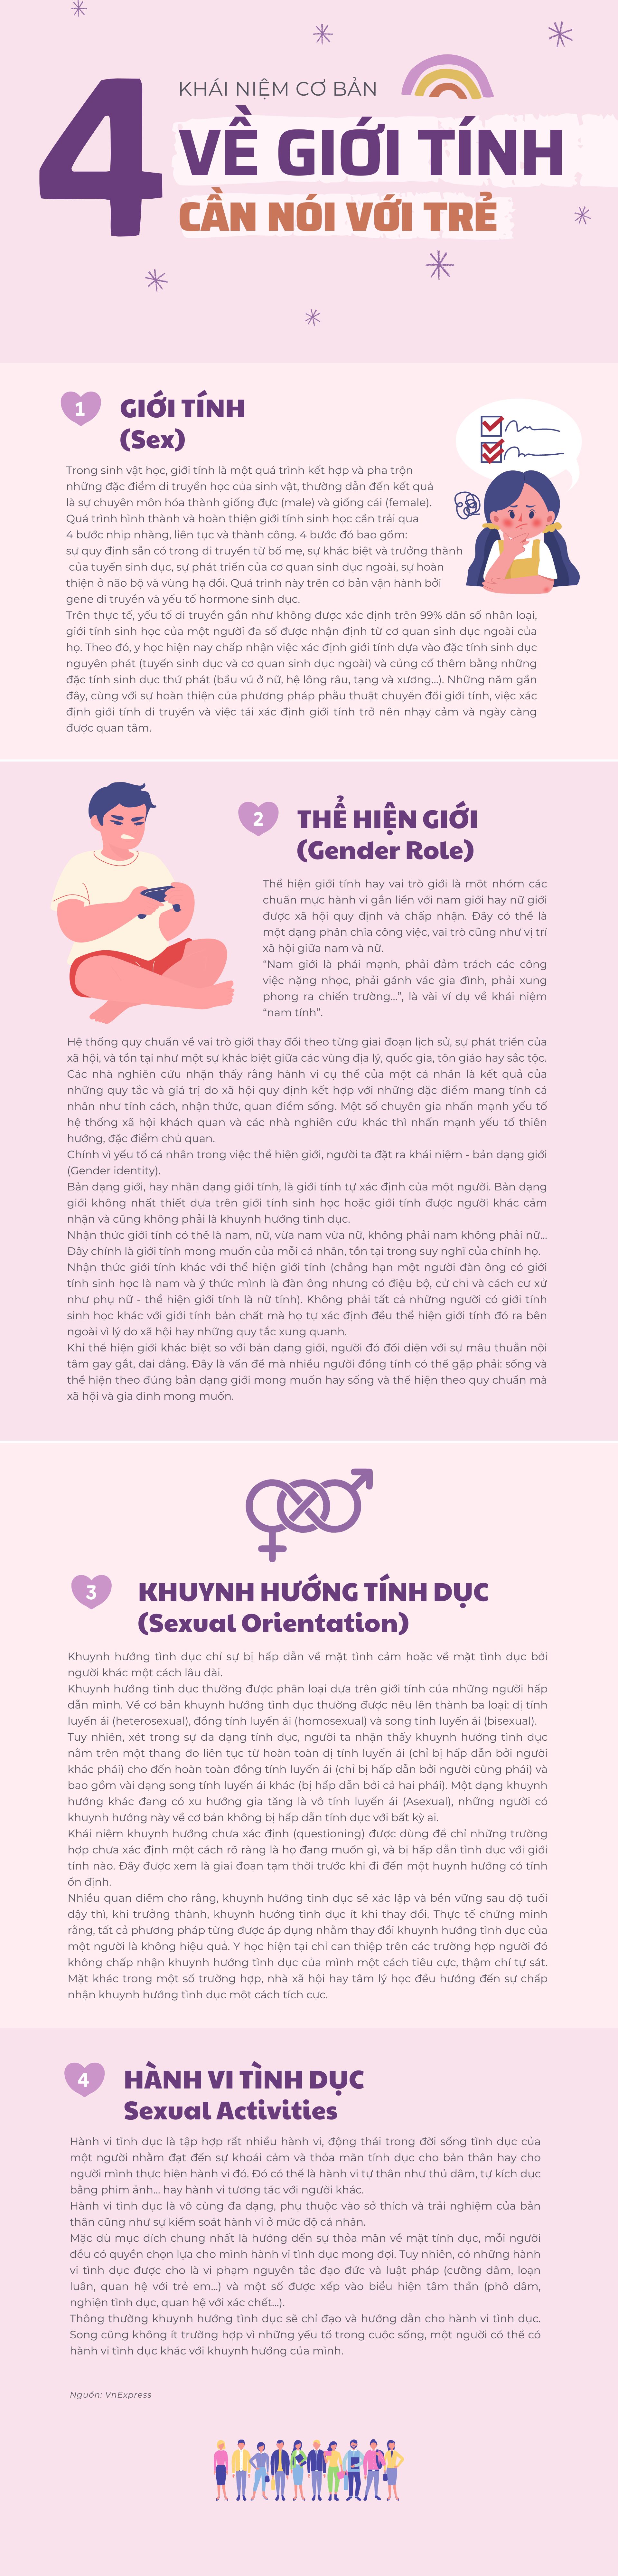 4
KHÁI NIỆM CƠ BẢN
VỀ GIỚI TÍNH
CẦN NÓI VỚI TRẺ
1
GIỚI TÍNH
(Sex)
Trong sinh vật học, giới tính là một quá trình kết hợp và pha trộn
những đặc điểm di truyền học của sinh vật, thường dẫn đến kết quả
là sự chuyên môn hóa thành giống đực (male) và giống cái (female).
Quá trình hình thành và hoàn thiện giới tính sinh học cần trải qua
4 bước nhịp nhàng, liên tục và thành công. 4 bước đó bao gồm:
sự quy định sẵn có trong di truyền từ bố mẹ, sự khác biệt và trưởng thành
của tuyến sinh dục, sự phát triển của cơ quan sinh dục ngoài, sự hoàn
thiện ở não bộ và vùng hạ đồi. Quá trình này trên cơ bản vận hành bởi
gene di truyền và yếu tố hormone sinh dục.
Trên thực tế, yếu tố di truyền gần như không được xác định trên 99% dân số nhân loại,
giới tính sinh học của một người đa số được nhận định từ cơ quan sinh dục ngoài của
họ. Theo đó, y học hiện nay chấp nhận việc xác định giới tính dựa vào đặc tính sinh dục
nguyên phát (tuyến sinh dục và cơ quan sinh dục ngoài) và củng cố thêm bằng những
đặc tính sinh dục thứ phát (bầu vú ở nữ, hệ lông râu, tạng và xương...). Những năm gần
đây, cùng với sự hoàn thiện của phương pháp phẫu thuật chuyển đổi giới tính, việc xác
định giới tính di truyền và việc tái xác định giới tính trở nên nhạy cảm và ngày càng
được quan tâm.
2
THỂ HIỆN GIỚI
(Gender Role)
Thể hiện giới tính hay vai trò giới là một nhóm các
chuẩn mực hành vi gắn liền với nam giới hay nữ giới
được xã hội quy định và chấp nhận. Đây có thể là
một dạng phân chia công việc, vai trò cũng như vị trí
xã hội giữa nam và nữ.
“Nam giới là phái mạnh, phải đảm trách các công
việc nặng nhọc, phải gánh vác gia đình, phải xung
phong ra chiến trường...”, là vài ví dụ về khái niệm
“nam tính”.
Hệ thống quy chuẩn về vai trò giới thay đổi theo từng giai đoạn lịch sử, sự phát triển của
xã hội, và tồn tại như một sự khác biệt giữa các vùng địa lý, quốc gia, tôn giáo hay sắc tộc.
Các nhà nghiên cứu nhận thấy rằng hành vi cụ thể của một cá nhân là kết quả của
những quy tắc và giá trị do xã hội quy định kết hợp với những đặc điểm mang tính cá
nhân như tính cách, nhận thức, quan điểm sống. Một số chuyên gia nhấn mạnh yếu tố
hệ thống xã hội khách quan và các nhà nghiên cứu khác thì nhấn mạnh yếu tố thiên
hướng, đặc điểm chủ quan.
Chính vì yếu tố cá nhân trong việc thể hiện giới, người ta đặt ra khái niệm - bản dạng giới
(Gender identity).
Bản dạng giới, hay nhận dạng giới tính, là giới tính tự xác định của một người. Bản dạng
giới không nhất thiết dựa trên giới tính sinh học hoặc giới tính được người khác cảm
nhận và cũng không phải là khuynh hướng tình dục.
Nhận thức giới tính có thể là nam, nữ, vừa nam vừa nữ, không phải nam không phải nữ...
Đây chính là giới tính mong muốn của mỗi cá nhân, tồn tại trong suy nghĩ của chính họ.
Nhận thức giới tính khác với thể hiện giới tính (chẳng hạn một người đàn ông có giới
tính sinh học là nam và ý thức mình là đàn ông nhưng có điệu bộ, cử chỉ và cách cư xử
như phụ nữ - thể hiện giới tính là nữ tính). Không phải tất cả những người có giới tính
sinh học khác với giới tính bản chất mà họ tự xác định đều thể hiện giới tính đó ra bên
ngoài vì lý do xã hội hay những quy tắc xung quanh.
Khi thể hiện giới khác biệt so với bản dạng giới, người đó đối diện với sự mâu thuẫn nội
tâm gay gắt, dai dẳng. Đây là vấn đề mà nhiều người đồng tính có thể gặp phải: sống và
thể hiện theo đúng bản dạng giới mong muốn hay sống và thể hiện theo quy chuẩn mà
xã hội và gia đình mong muốn.
3
KHUYNH HƯỚNG TÍNH DỤC
(Sexual Orientation)
Khuynh hướng tình dục chỉ sự bị hấp dẫn về mặt tình cảm hoặc về mặt tình dục bởi
người khác một cách lâu dài.
Khuynh hướng tình dục thường được phân loại dựa trên giới tính của những người hấp
dẫn mình. Về cơ bản khuynh hướng tình dục thường được nêu lên thành ba loại: dị tính
luyến ái (heterosexual), đồng tính luyến ái (homosexual) và song tính luyến ái (bisexual).
Tuy nhiên, xét trong sự đa dạng tính dục, người ta nhận thấy khuynh hướng tình dục
nằm trên một thang đo liên tục từ hoàn toàn dị tính luyến ái (chỉ bị hấp dẫn bởi người
khác phái) cho đến hoàn toàn đồng tính luyến ái (chỉ bị hấp dẫn bởi người cùng phái) và
bao gồm vài dạng song tính luyến ái khác (bị hấp dẫn bởi cả hai phái). Một dạng khuynh
hướng khác đang có xu hướng gia tăng là vô tính luyến ái (Asexual), những người có
khuynh hướng này về cơ bản không bị hấp dẫn tính dục với bất kỳ ai.
Khái niệm khuynh hướng chưa xác định (questioning) được dùng để chỉ những trường
hợp chưa xác định một cách rõ ràng là họ đang muốn gì, và bị hấp dẫn tình dục với giới
tính nào. Đây được xem là giai đoạn tạm thời trước khi đi đến một huynh hướng có tính
ổn định.
Nhiều quan điểm cho rằng, khuynh hướng tình dục sẽ xác lập và bền vững sau độ tuổi
dậy thì, khi trưởng thành, khuynh hướng tình dục ít khi thay đổi. Thực tế chứng minh
rằng, tất cả phương pháp từng được áp dụng nhằm thay đổi khuynh hướng tình dục của
một người là không hiệu quả. Y học hiện tại chỉ can thiệp trên các trường hợp người đó
không chấp nhận khuynh hướng tình dục của mình một cách tiêu cực, thậm chí tự sát.
Mặt khác trong một số trường hợp, nhà xã hội hay tâm lý học đều hướng đến sự chấp
nhận khuynh hướng tình dục một cách tích cực.
4
HÀNH VI TÌNH DỤC
Sexual Activities
Hành vi tình dục là tập hợp rất nhiều hành vi, động thái trong đời sống tình dục của
một người nhằm đạt đến sự khoái cảm và thỏa mãn tính dục cho bản thân hay cho
người mình thực hiện hành vi đó. Đó có thể là hành vi tự thân như thủ dâm, tự kích dục
bằng phim ảnh... hay hành vi tương tác với người khác.
Hành vi tình dục là vô cùng đa dạng, phụ thuộc vào sở thích và trải nghiệm của bản
thân cũng như sự kiểm soát hành vi ở mức độ cá nhân.
Mặc dù mục đích chung nhất là hướng đến sự thỏa mãn về mặt tính dục, mỗi người
đều có quyền chọn lựa cho mình hành vi tình dục mong đợi. Tuy nhiên, có những hành
vi tình dục được cho là vi phạm nguyên tắc đạo đức và luật pháp (cưỡng dâm, loạn
luân, quan hệ với trẻ em...) và một số được xếp vào biểu hiện tâm thần (phô dâm,
nghiện tình dục, quan hệ với xác chết...).
Thông thường khuynh hướng tình dục sẽ chỉ đạo và hướng dẫn cho hành vi tình dục.
Song cũng không ít trường hợp vì những yếu tố trong cuộc sống, một người có thể có
hành vi tình dục khác với khuynh hướng của mình.
Nguồn: VnExpress